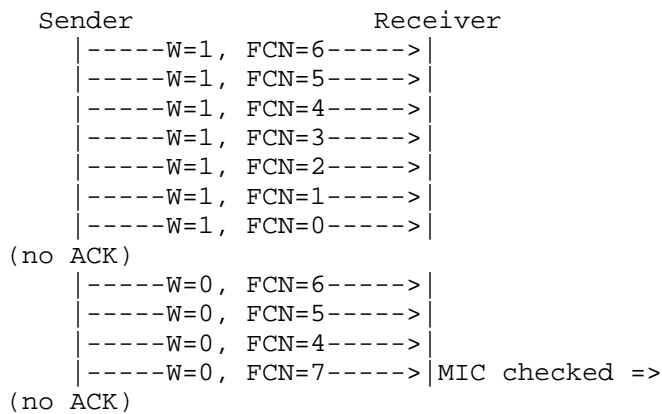 Sender                Receiver
|-----W=1, FCN=6----->|
|-----W=1, FCN=5----->|
|-----W=1, FCN=4----->|
|-----W=1, FCN=3----->|
|-----W=1, FCN=2----->|
|-----W=1, FCN=1----->|
|-----W=1, FCN=0----->|
(no ACK)
|-----W=0, FCN=6----->|
|-----W=0, FCN=5----->|
|-----W=0, FCN=4----->|
|-----W=0, FCN=7----->|MIC checked =>
(no ACK)